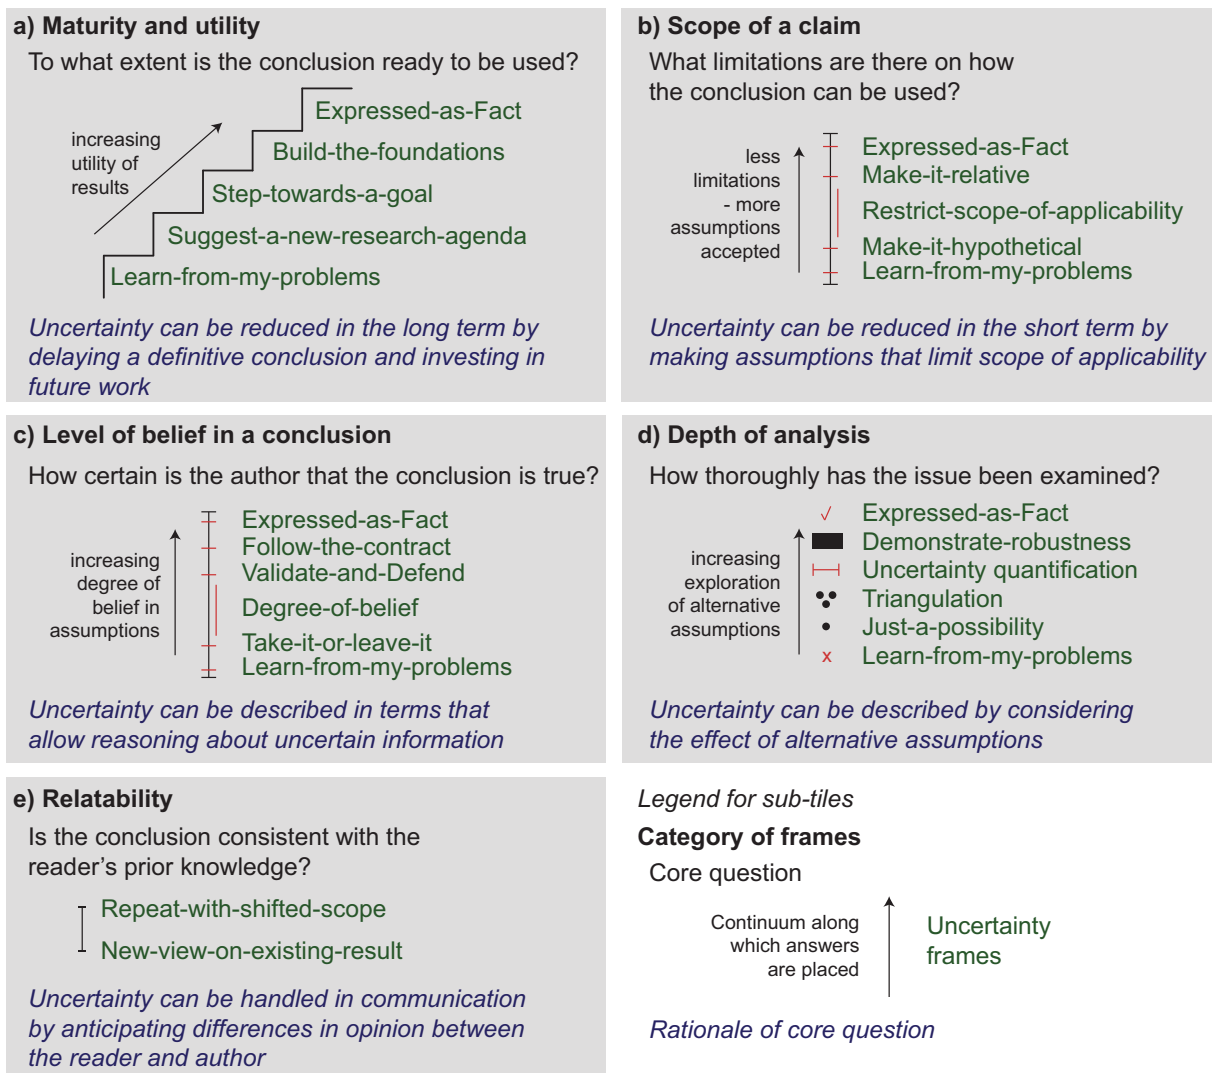 a) Maturity and utility
To what extent is the conclusion ready to be used?
increasing
utility of
results
Expressed-as-Fact
Build-the-foundations
Step-towards-a-goal
Suggest-a-new-research-agenda
Learn-from-my-problems
Uncertainty can be reduced in the long term by
delaying a definitive conclusion and investing in
future work
b) Scope of a claim
What limitations are there on how
the conclusion can be used?
less
limitations
- more
assumptions
accepted
Expressed-as-Fact
Make-it-relative
Restrict-scope-of-applicability
Make-it-hypothetical
Learn-from-my-problems
Uncertainty can be reduced in the short term by
making assumptions that limit scope of applicability
c) Level of belief in a conclusion
How certain is the author that the conclusion is true?
increasing
degree of
belief in
assumptions
Expressed-as-Fact
Follow-the-contract
Validate-and-Defend
Degree-of-belief
Take-it-or-leave-it
Learn-from-my-problems
Uncertainty can be described in terms that
allow reasoning about uncertain information
d) Depth of analysis
How thoroughly has the issue been examined?
increasing
exploration
of alternative
assumptions
Expressed-as-Fact
Demonstrate-robustness
Uncertainty quantification
Triangulation
Just-a-possibility
x Learn-from-my-problems
Uncertainty can be described by considering
the effect of alternative assumptions
e) Relatability
Is the conclusion consistent with the
reader's prior knowledge?
Repeat-with-shifted-scope
New-view-on-existing-result
Uncertainty can be handled in communication
by anticipating differences in opinion between
the reader and author
Legend for sub-tiles
Category of frames
Core question
Continuum along
which answers
are placed
Uncertainty
frames
Rationale of core question